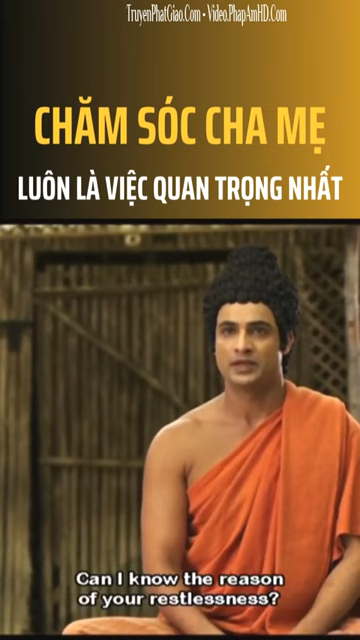 TruyenPhatGiao.Com • Video.PhapAmHD.Com
CHĂM SÓC CHA MẸ
LUÔN LÀ VIỆC QUAN TRỌNG NHẤT
Can I know the reason
of your restlessness?